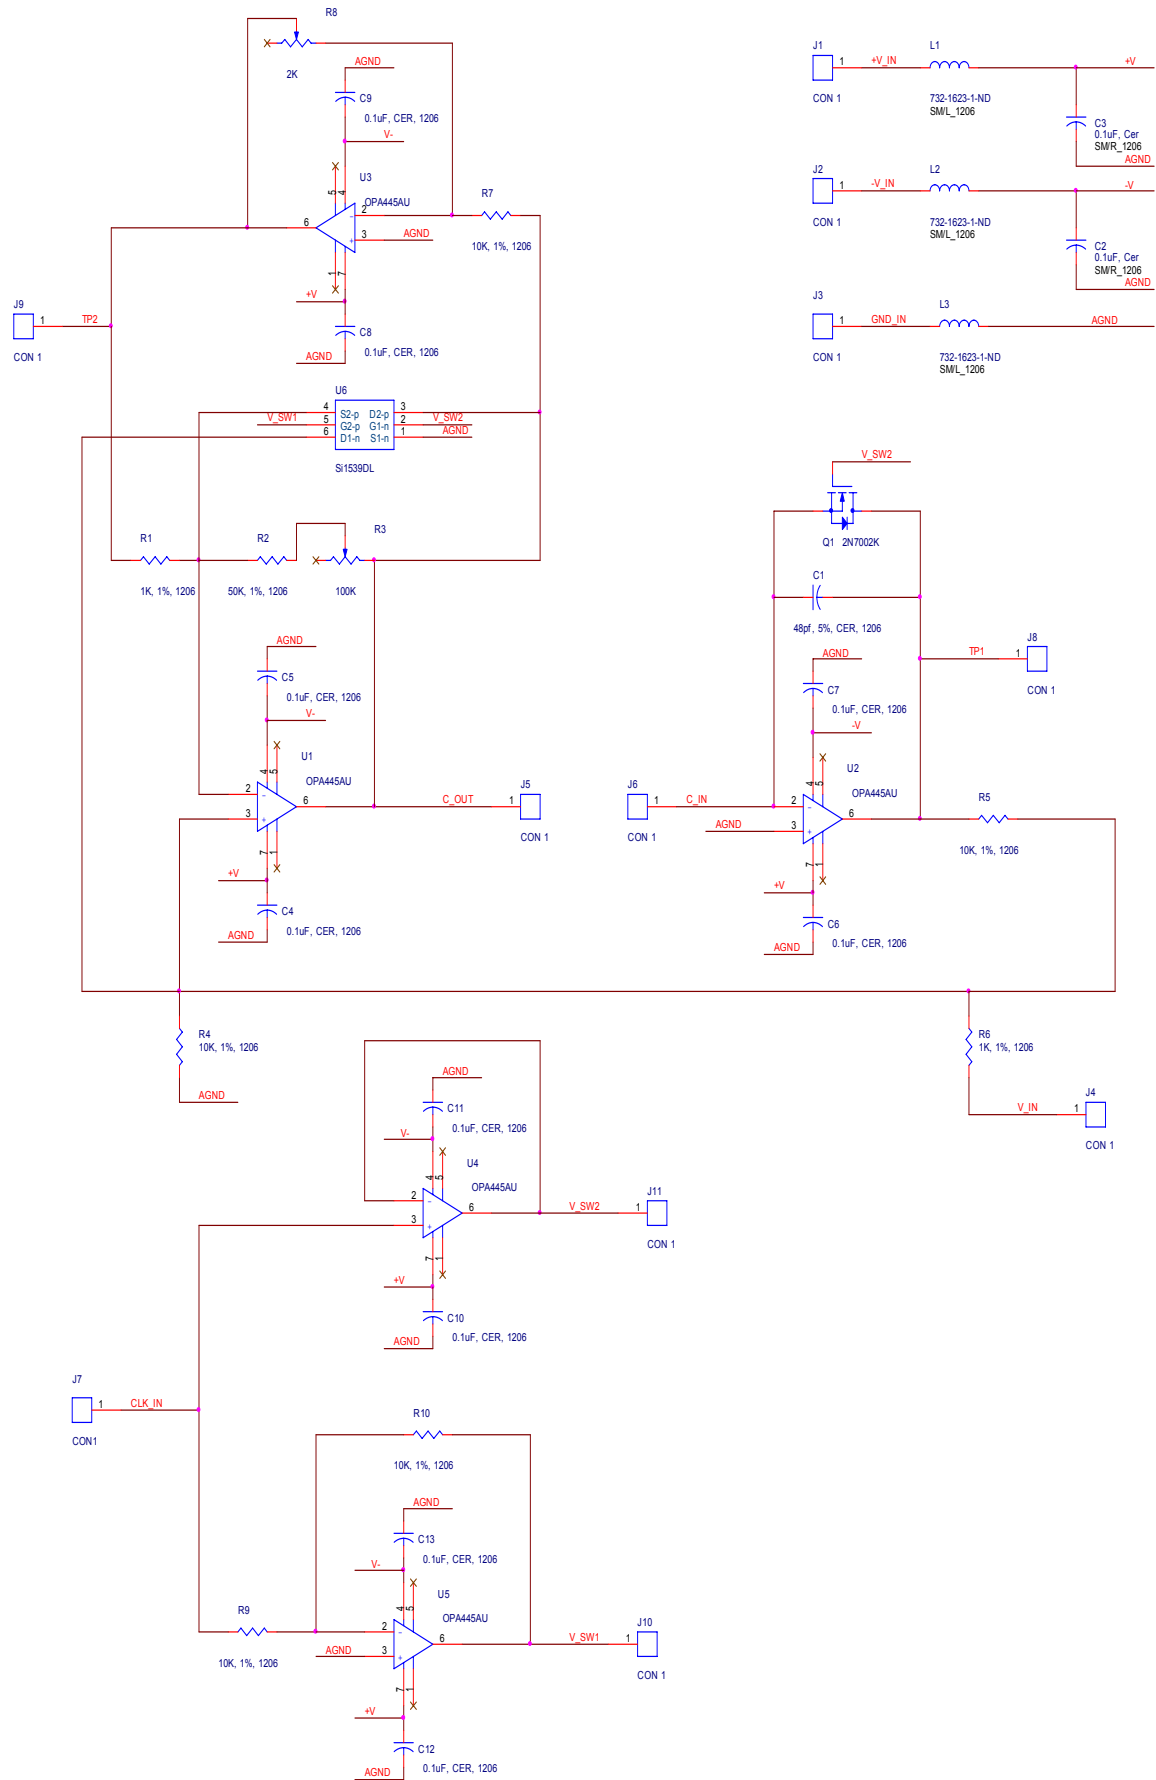 R8
2K
AGND
C9
0.1uF, CER, 1206
V-
U3
OPA445AU
5
4
6
2
3
1
7
AGND
R7
10K, 1%, 1206
+V
C8
0.1uF, CER, 1206
AGND
J9
1
TP2
CON 1
J1
1
+V_IN
CON 1
L1
732-1623-1-ND
SM/L_1206
+V
C3
0.1uF, Cer
SM/R_1206
AGND
J2
1
-V_IN
CON 1
L2
732-1623-1-ND
SM/L_1206
-V
C2
0.1uF, Cer
SM/R_1206
AGND
J3
1
GND_IN
CON 1
L3
732-1623-1-ND
SM/L_1206
AGND
U6
4 S2-p D2-p 3
V_SW1 5 G2-p G1-n 2 V_SW2
6 D1-n S1-n 1 AGND
Si1539DL
R1
1K, 1%, 1206
R2
50K, 1%, 1206
R3
100K
AGND
C5
0.1uF, CER, 1206
V-
U1
OPA445AU
4
5
2
3
6
7
1
+V
C4
0.1uF, CER, 1206
AGND
C_OUT
J5
1
CON 1
V_SW2
Q1 2N7002K
C1
48pf, 5%, CER, 1206
AGND
C7
0.1uF, CER, 1206
-V
TP1
J8
1
CON 1
J6
1
C_IN
CON 1
AGND
U2
OPA445AU
4
5
2
3
6
7
1
R5
10K, 1%, 1206
+V
C6
0.1uF, CER, 1206
AGND
R4
10K, 1%, 1206
AGND
R6
1K, 1%, 1206
V_IN
J4
1
CON 1
AGND
C11
0.1uF, CER, 1206
V-
U4
OPA445AU
4
5
2
3
6
7
1
V_SW2
J11
1
CON 1
+V
C10
0.1uF, CER, 1206
AGND
J7
1
CLK_IN
CON1
R10
10K, 1%, 1206
AGND
C13
0.1uF, CER, 1206
V-
U5
OPA445AU
4
5
R9
10K, 1%, 1206
2
3
AGND
6
7
1
V_SW1
J10
1
CON 1
+V
C12
0.1uF, CER, 1206
AGND